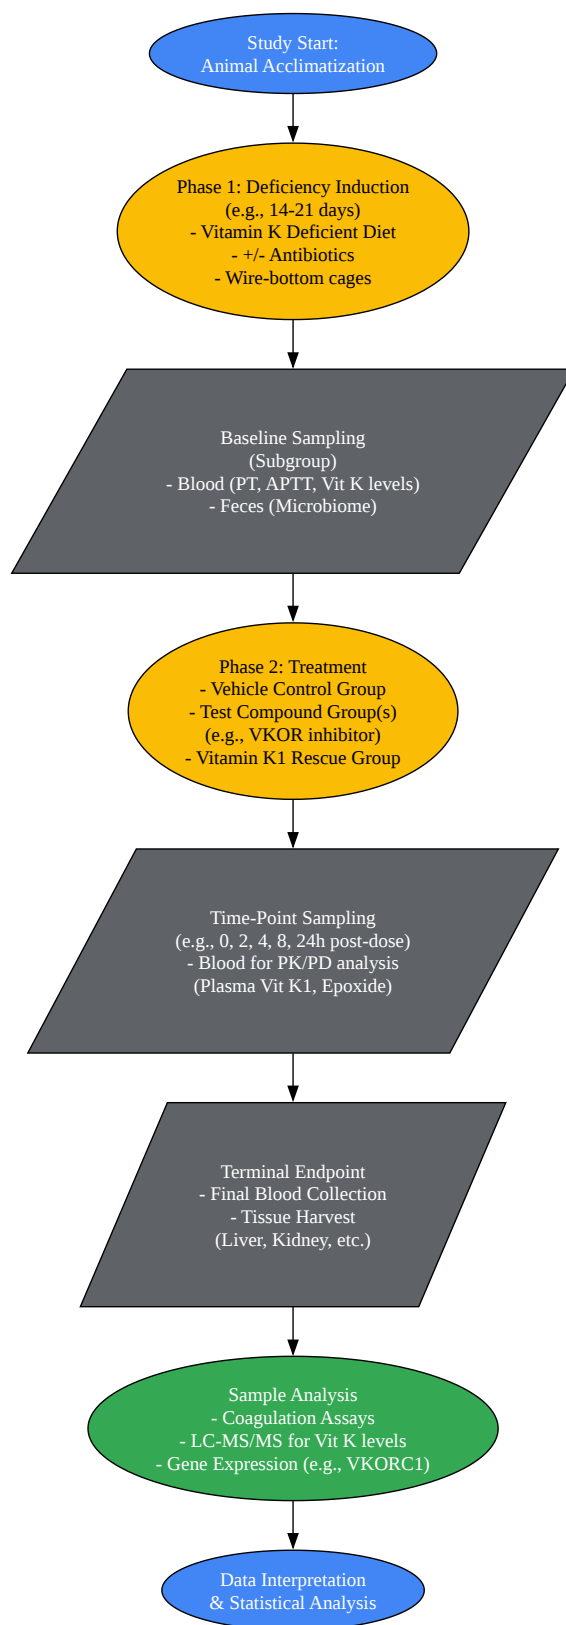 Study Start:
Animal Acclimatization
Phase 1: Deficiency Induction
(e.g., 14-21 days)
- Vitamin K Deficient Diet
- +/- Antibiotics
- Wire-bottom cages
Baseline Sampling
(Subgroup)
- Blood (PT, APTT, Vit K levels)
- Feces (Microbiome)
Phase 2: Treatment
- Vehicle Control Group
- Test Compound Group(s)
(e.g., VKOR inhibitor)
- Vitamin K1 Rescue Group
Time-Point Sampling
(e.g., 0, 2, 4, 8, 24h post-dose)
- Blood for PK/PD analysis
(Plasma Vit K1, Epoxide)
Terminal Endpoint
- Final Blood Collection
- Tissue Harvest
(Liver, Kidney, etc.)
Sample Analysis
- Coagulation Assays
- LC-MS/MS for Vit K levels
- Gene Expression (e.g., VKORC1)
Data Interpretation
& Statistical Analysis